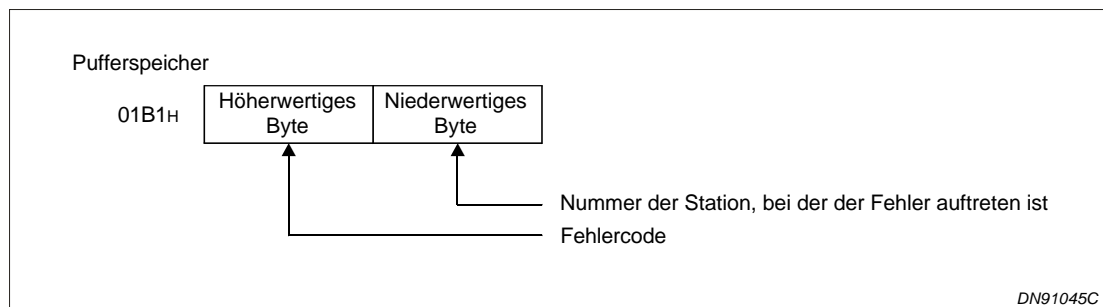 Pufferspeicher
01B1H
Höherwertiges
Byte
Niederwertiges
Byte
Nummer der Station, bei der der Fehler auftreten ist
Fehlercode
DN91045C